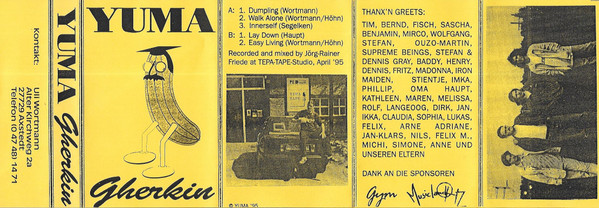 Kontakt:
Uli Wortmann
Alter Kirchweg 2a
27729 Axstedt
Telefon (0 47 48) 14 71
YUMA Gherkin
YUMA
Gherkin
A: 1. Dumpling (Wortmann)
2. Walk Alone (Wortmann/Höhn)
3. Innerself (Segelken)
B: 1. Lay Down (Haupt)
2. Easy Living (Wortmann/Höhn)
Recorded and mixed by Jörg-Rainer
Friede at TEPA-TAPE-Studio, April '95
© YUMA '95
THANX'N GREETS:
TIM, BERND, FISCH, SASCHA,
BENJAMIN, MIRCO, WOLFGANG,
STEFAN, OUZO-MARTIN,
SUPREME BEINGS, STEFAN &
DENNIS GRAY, BADDY, HENRY,
DENNIS, FRITZ, MADONNA, IRON
MAIDEN, STIENTJE, IMKA,
PHILLIP, OMA HAUPT,
KATHLEEN, MAREN, MELISSA,
ROLF, LANGEOOG, DIRK, JAN,
IKKA, CLAUDIA, SOPHIA, LUKAS,
FELIX, ARNE ADRIANE,
JAN-KLARS, NILS, FELIX M.,
MICHI, SIMONE, ANNE UND
UNSEREN ELTERN
DANK AN DIE SPONSOREN